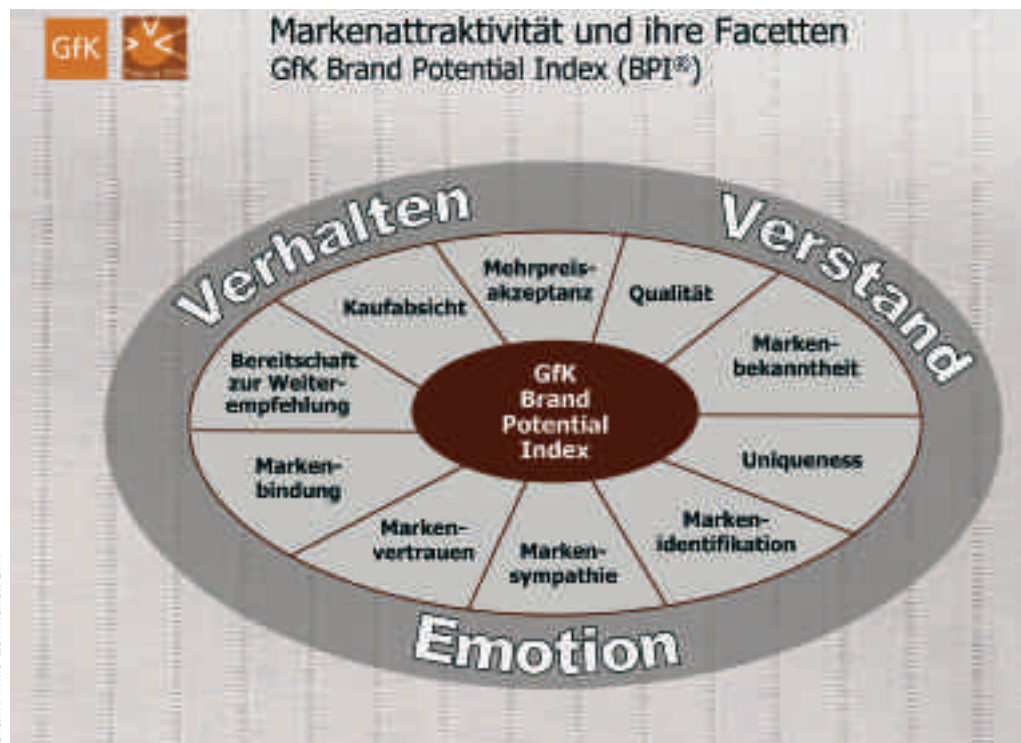 GfK
Markenattraktivität und ihre Facetten
GfK Brand Potential Index (BPI®)
Verhalten
Verstand
Emotion
Mehrpreis-
akzeptanz
Qualität
Marken-
bekanntheit
Uniqueness
Marken-
identifikation
Marken-
sympathie
Marken-
vertrauen
Marken-
bindung
Bereitschaft
zur Weiter-
empfehlung
Kaufabsicht
GfK
Brand
Potential
Index